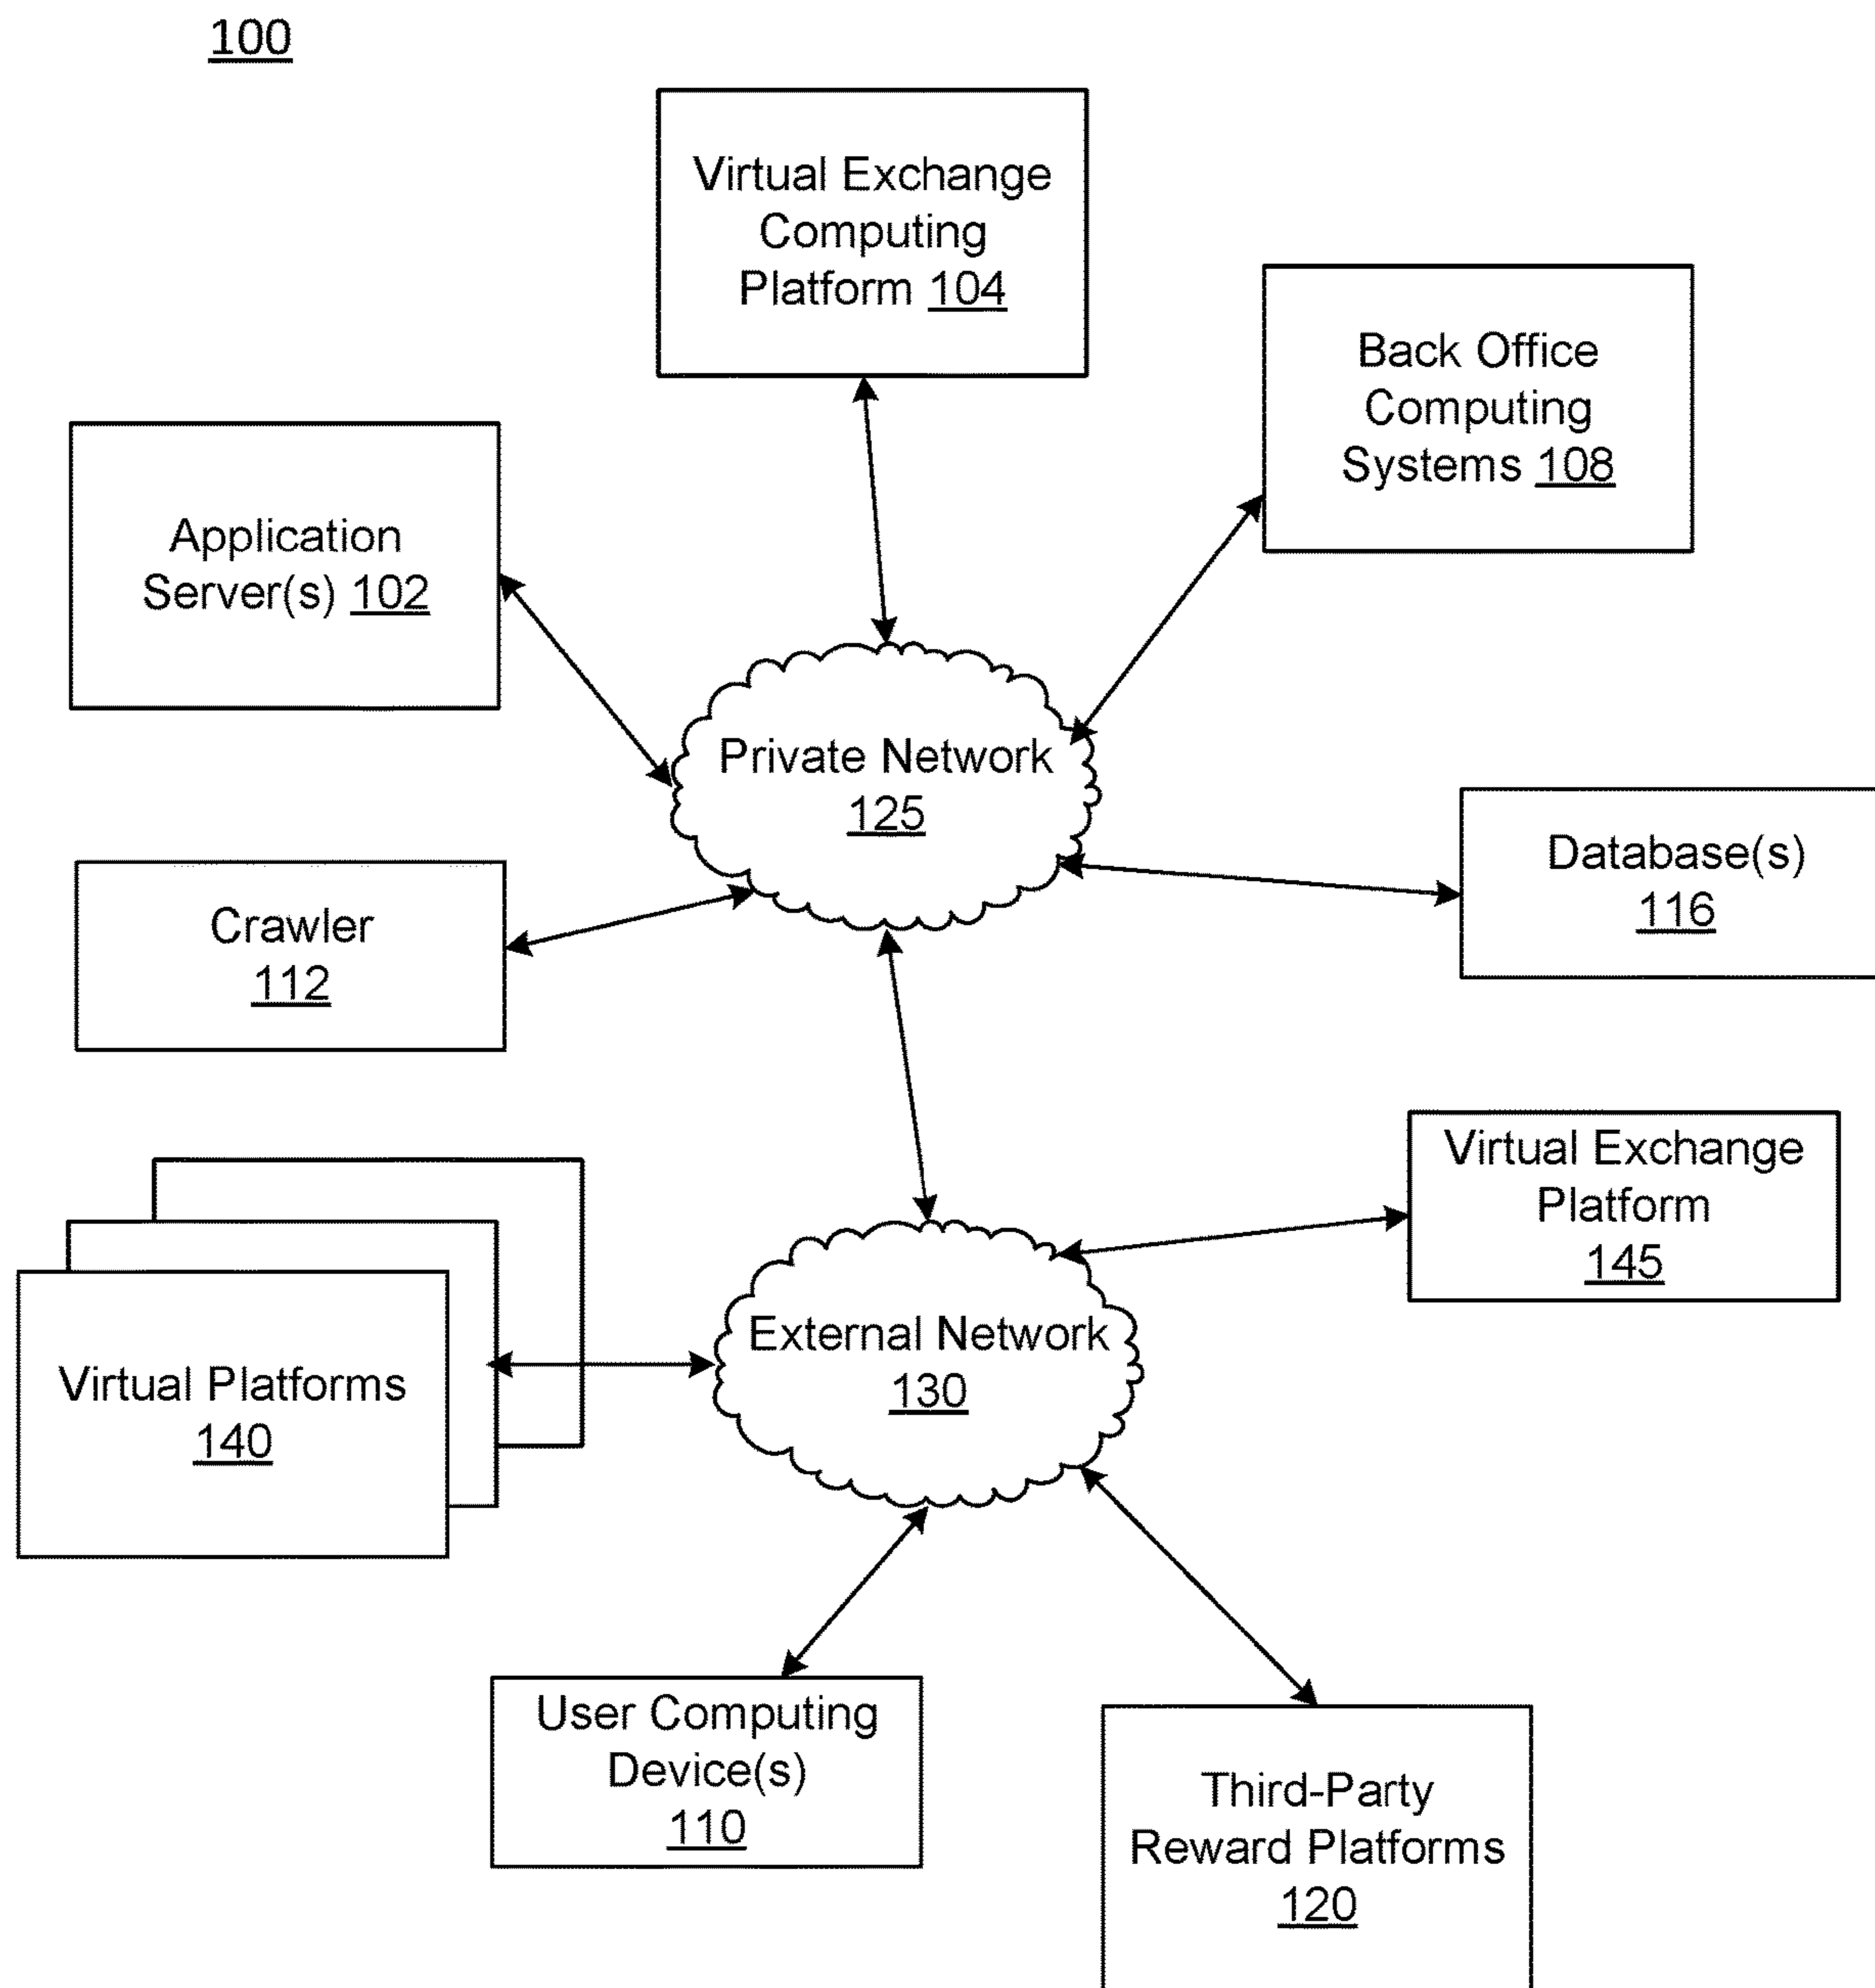 100
Virtual Exchange
Computing
Platform 104
Back Office
Computing
Systems 108
Application
Server(s) 102
Private Network
125
Database(s)
116
Crawler
112
Virtual Exchange
Platform
145
External Network
130
Virtual Platforms
140
User Computing
Device(s)
110
Third-Party
Reward Platforms
120